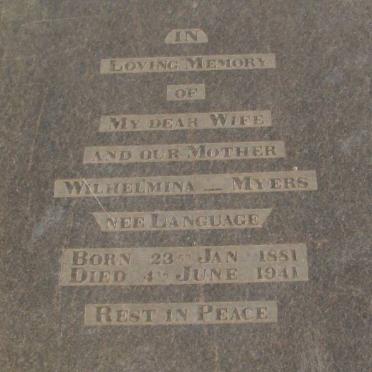 IN
LOVING MEMORY
OF
MY DEAR WIFE
AND OUR MOTHER
WILHELMINA — MYERS
NEE LANGUAGE
BORN 23RD JAN 1881
DIED 4TH JUNE 1941
REST IN PEACE